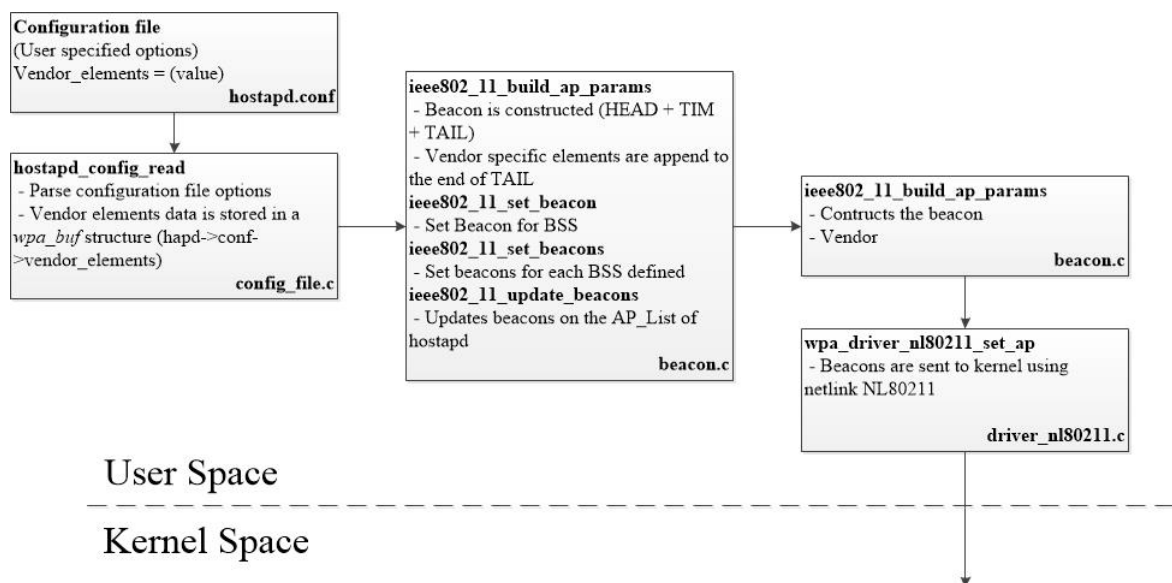 Configuration file
(User specified options)
Vendor_elements = (value)
hostapd.conf
hostapd_config_read
- Parse configuration file options
- Vendor elements data is stored in a
wpa_buf structure (hapd->conf-
>vendor_elements)
config_file.c
ieee802_11_build_ap_params
- Beacon is constructed (HEAD + TIM
+ TAIL)
- Vendor specific elements are append to
the end of TAIL
ieee802_11_set_beacon
- Set Beacon for BSS
ieee802_11_set_beacons
- Set beacons for each BSS defined
ieee802_11_update_beacons
- Updates beacons on the AP_List of
hostapd
beacon.c
ieee802_11_build_ap_params
- Contructs the beacon
- Vendor
beacon.c
wpa_driver_nl80211_set_ap
- Beacons are sent to kernel using
netlink NL80211
driver_nl80211.c
User Space
Kernel Space